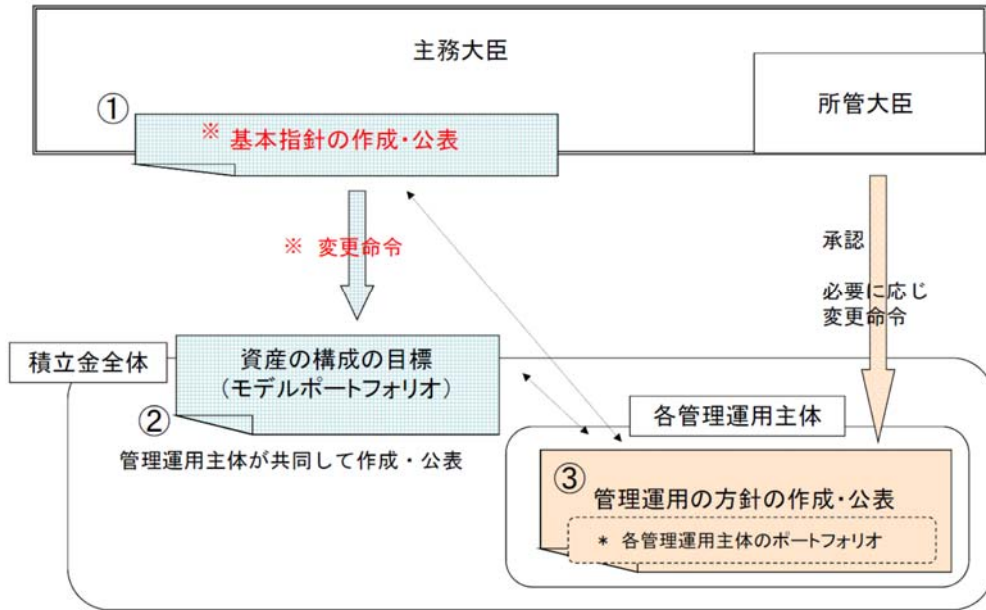 主務大臣
所管大臣
①
※ 基本指針の作成・公表
※ 変更命令
承認
必要に応じ
変更命令
積立金全体
資産の構成の目標
(モデルポートフォリオ)
②
管理運用主体が共同して作成・公表
各管理運用主体
③
管理運用の方針の作成・公表
* 各管理運用主体のポートフォリオ